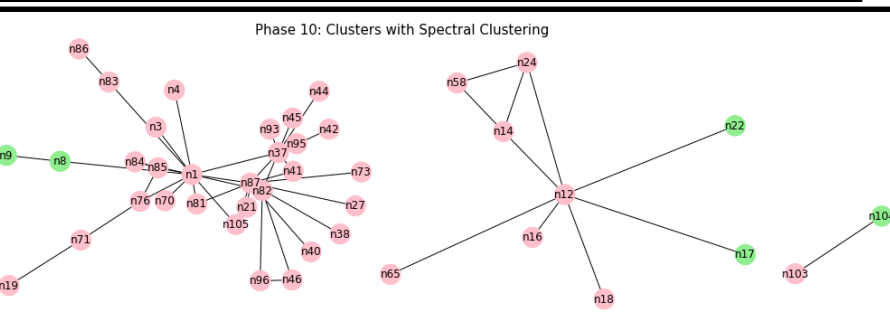 Phase 10: Clusters with Spectral Clustering
n86
n24
n83
n58
n4
n44
n45
n22
n3
n93
n42
n14
n95
n37
n9
n8
n84
n85
n1
n41
n73
n87
n82
n12
n76
n70
n81
n21
n27
n104
n105
n38
n16
n71
n40
n17
n65
n103
n96
n46
n19
n18